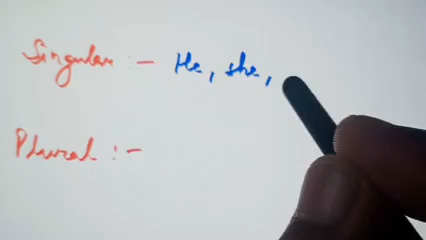 Singular :- He, she,
Plural :-